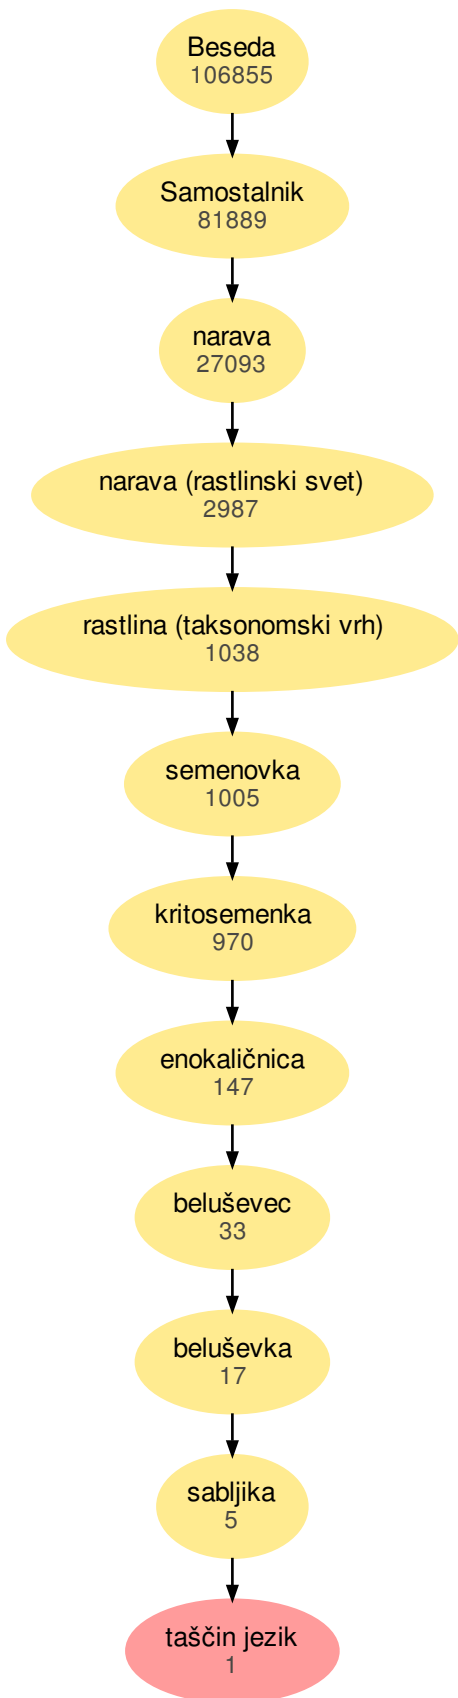 Beseda
106855
Samostalnik
81889
narava
27093
narava (rastlinski svet)
2987
rastlina (taksonomski vrh)
1038
semenovka
1005
kritosemenka
970
enokaličnica
147
beluševec
33
beluševka
17
sabljika
5
taščin jezik
1